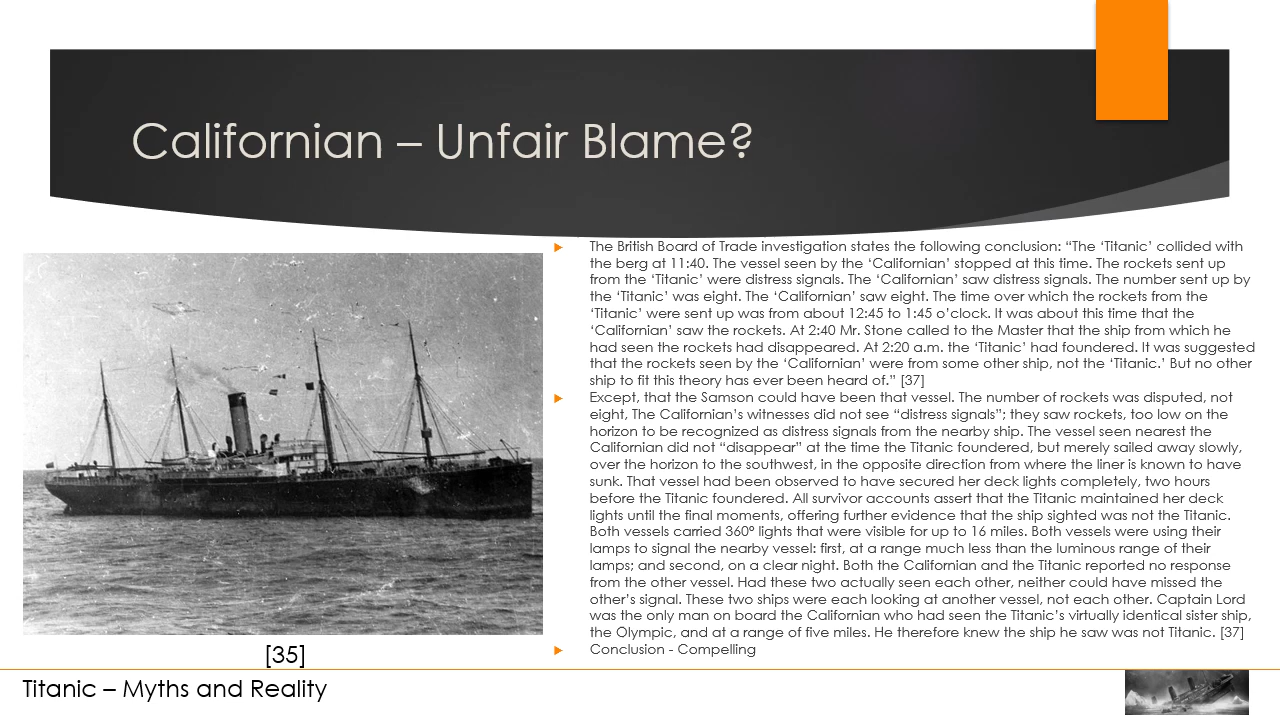 Californian – Unfair Blame?
The British Board of Trade investigation states the following conclusion: “The ‘Titanic’ collided with
the berg at 11:40. The vessel seen by the ‘Californian’ stopped at this time. The rockets sent up
from the ‘Titanic’ were distress signals. The ‘Californian’ saw distress signals. The number sent up by
the ‘Titanic’ was eight. The ‘Californian’ saw eight. The time over which the rockets from the
‘Titanic’ were sent up was from about 12:45 to 1:45 o’clock. It was about this time that the
‘Californian’ saw the rockets. At 2:40 Mr. Stone called to the Master that the ship from which he
had seen the rockets had disappeared. At 2:20 a.m. the ‘Titanic’ had foundered. It was suggested
that the rockets seen by the ‘Californian’ were from some other ship, not the ‘Titanic.’ But no other
ship to fit this theory has ever been heard of.” [37]
Except, that the Samson could have been that vessel. The number of rockets was disputed, not
eight, The Californian’s witnesses did not see “distress signals”; they saw rockets, too low on the
horizon to be recognized as distress signals from the nearby ship. The vessel seen nearest the
Californian did not “disappear” at the time the Titanic foundered, but merely sailed away slowly,
over the horizon to the southwest, in the opposite direction from where the liner is known to have
sunk. That vessel had been observed to have secured her deck lights completely, two hours
before the Titanic foundered. All survivor accounts assert that the Titanic maintained her deck
lights until the final moments, offering further evidence that the ship sighted was not the Titanic.
Both vessels carried 360° lights that were visible for up to 16 miles. Both vessels were using their
lamps to signal the nearby vessel: first, at a range much less than the luminous range of their
lamps; and second, on a clear night. Both the Californian and the Titanic reported no response
from the other vessel. Had these two actually seen each other, neither could have missed the
other’s signal. These two ships were each looking at another vessel, not each other. Captain Lord
was the only man on board the Californian who had seen the Titanic’s virtually identical sister ship,
the Olympic, and at a range of five miles. He therefore knew the ship he saw was not Titanic. [37]
Conclusion - Compelling
[35]
Titanic – Myths and Reality